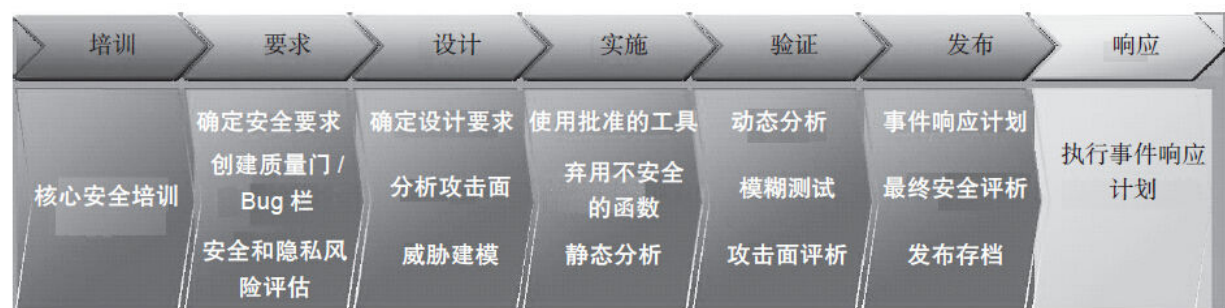 培训
要求
设计
实施
验证
发布
响应
核心安全培训
确定安全要求
创建质量门 /
Bug 栏
安全和隐私风
险评估
确定设计要求
分析攻击面
威胁建模
使用批准的工具
弃用不安全
的函数
静态分析
动态分析
模糊测试
攻击面评析
事件响应计划
最终安全评析
发布存档
执行事件响应
计划